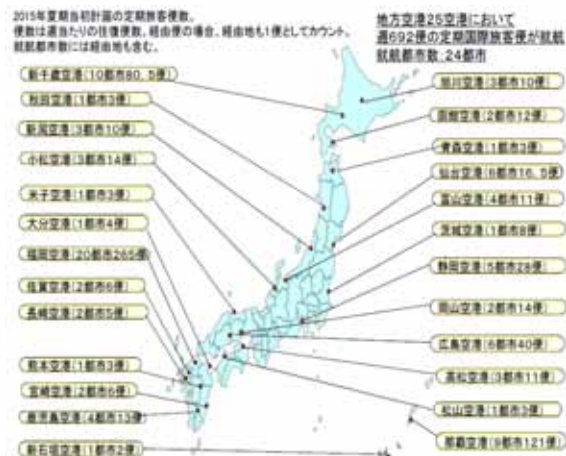 2015年夏期当初計画の定期旅客便数。
便数は週当たりの往復便数。経由便の場合、経由地も1便としてカウント。
就航都市数には経由地も含む。
地方空港25空港において
週692便の定期国際旅客便が就航
就航都市数:24都市
新千歳空港(10都市80.5便)
秋田空港(1都市3便)
新潟空港(3都市10便)
小松空港(3都市14便)
米子空港(1都市3便)
大分空港(1都市4便)
福岡空港(20都市265便)
佐賀空港(2都市6便)
長崎空港(2都市5便)
熊本空港(1都市3便)
宮崎空港(2都市6便)
鹿児島空港(4都市13便)
新石垣空港(1都市2便)
旭川空港(3都市10便)
函館空港(2都市12便)
青森空港(1都市3便)
仙台空港(6都市16.5便)
富山空港(4都市11便)
茨城空港(1都市8便)
静岡空港(5都市28便)
岡山空港(2都市14便)
広島空港(6都市40便)
高松空港(3都市11便)
松山空港(1都市3便)
那覇空港(9都市121便)